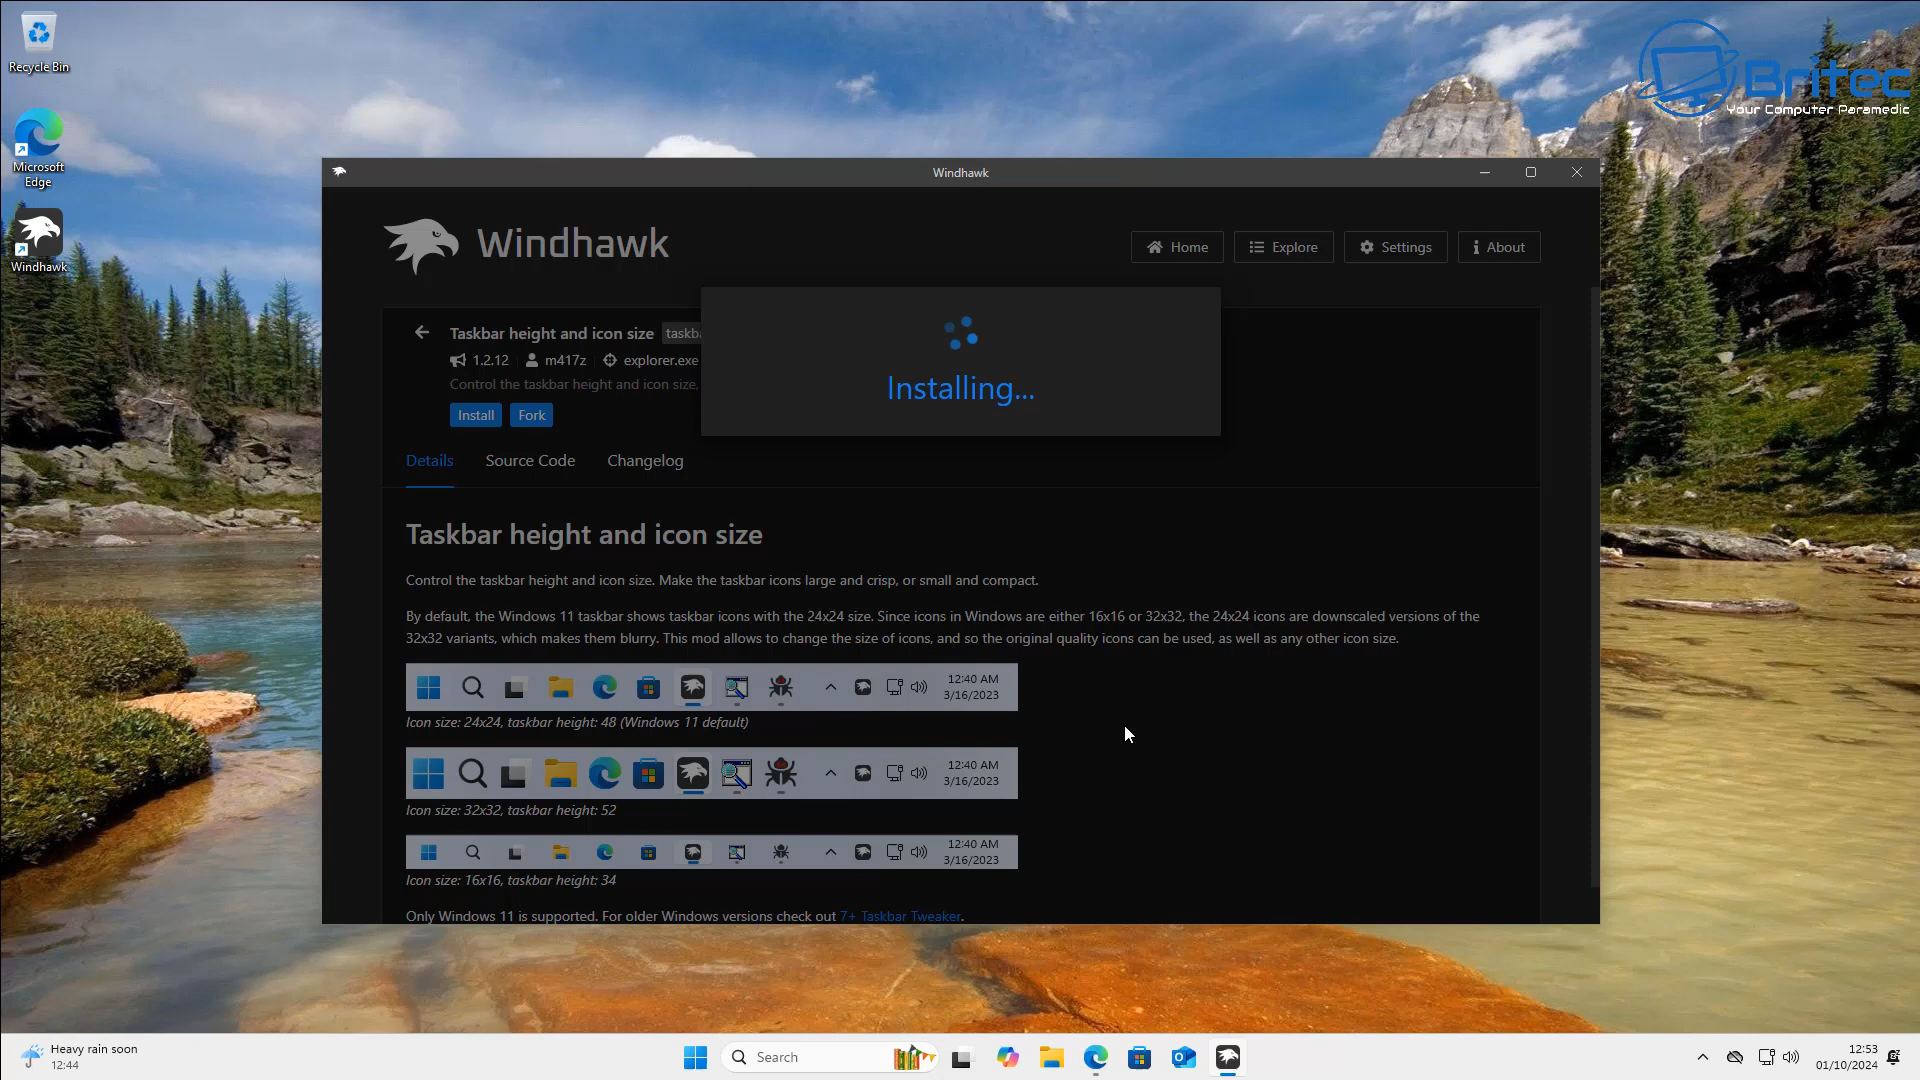 Recycle Bin
Microsoft
Edge
Windhawk
Britec
Your Computer Paramedic
Windhawk
Windhawk
Home
Explore
Settings
About
Taskbar height and icon size
1.2.12
m417z
explorer.exe
Control the taskbar height and icon size,
Install
Fork
Installing...
Details
Source Code
Changelog
Taskbar height and icon size
Control the taskbar height and icon size. Make the taskbar icons large and crisp, or small and compact.
By default, the Windows 11 taskbar shows taskbar icons with the 24x24 size. Since icons in Windows are either 16x16 or 32x32, the 24x24 icons are downscaled versions of the
32x32 variants, which makes them blurry. This mod allows to change the size of icons, and so the original quality icons can be used, as well as any other icon size.
12:40 AM
3/16/2023
Icon size: 24x24, taskbar height: 48 (Windows 11 default)
12:40 AM
3/16/2023
Icon size: 32x32, taskbar height: 52
12:40 AM
3/16/2023
Icon size: 16x16, taskbar height: 34
Only Windows 11 is supported. For older Windows versions check out 7+ Taskbar Tweaker.
Heavy rain soon
12:44
Search
12:53
01/10/2024